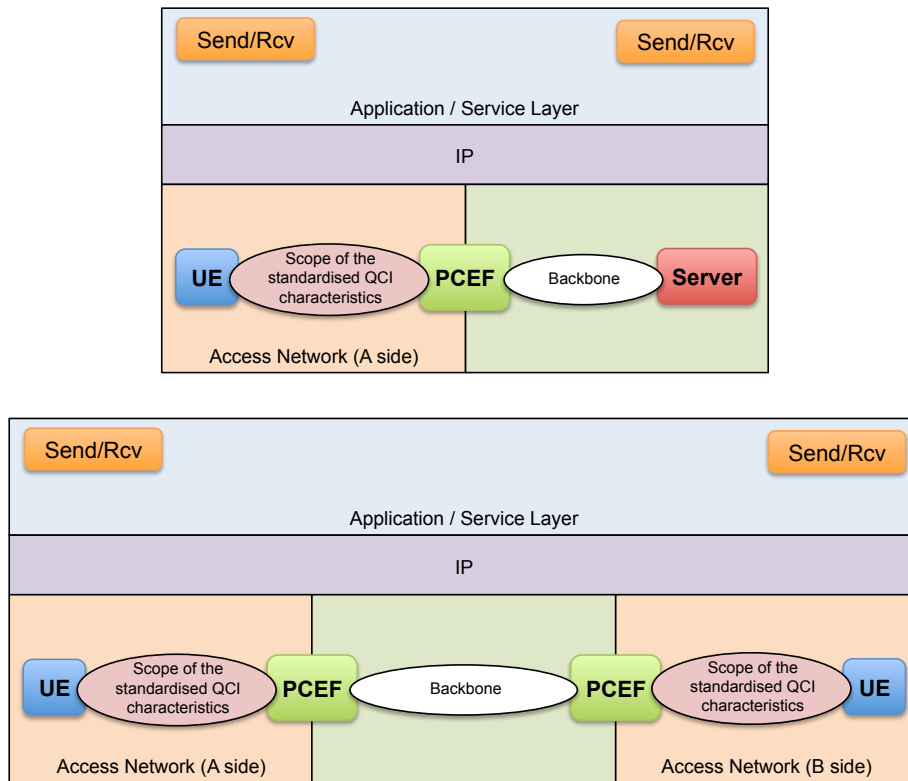 Send/Rcv
Send/Rcv
Application / Service Layer
IP
UE
Scope of the
standardised QCI
characteristics
PCEF
Backbone
Server
Access Network (A side)
Send/Rcv
Send/Rcv
Application / Service Layer
IP
UE
Scope of the
standardised QCI
characteristics
PCEF
Backbone
PCEF
Scope of the
standardised QCI
characteristics
UE
Access Network (A side)
Access Network (B side)